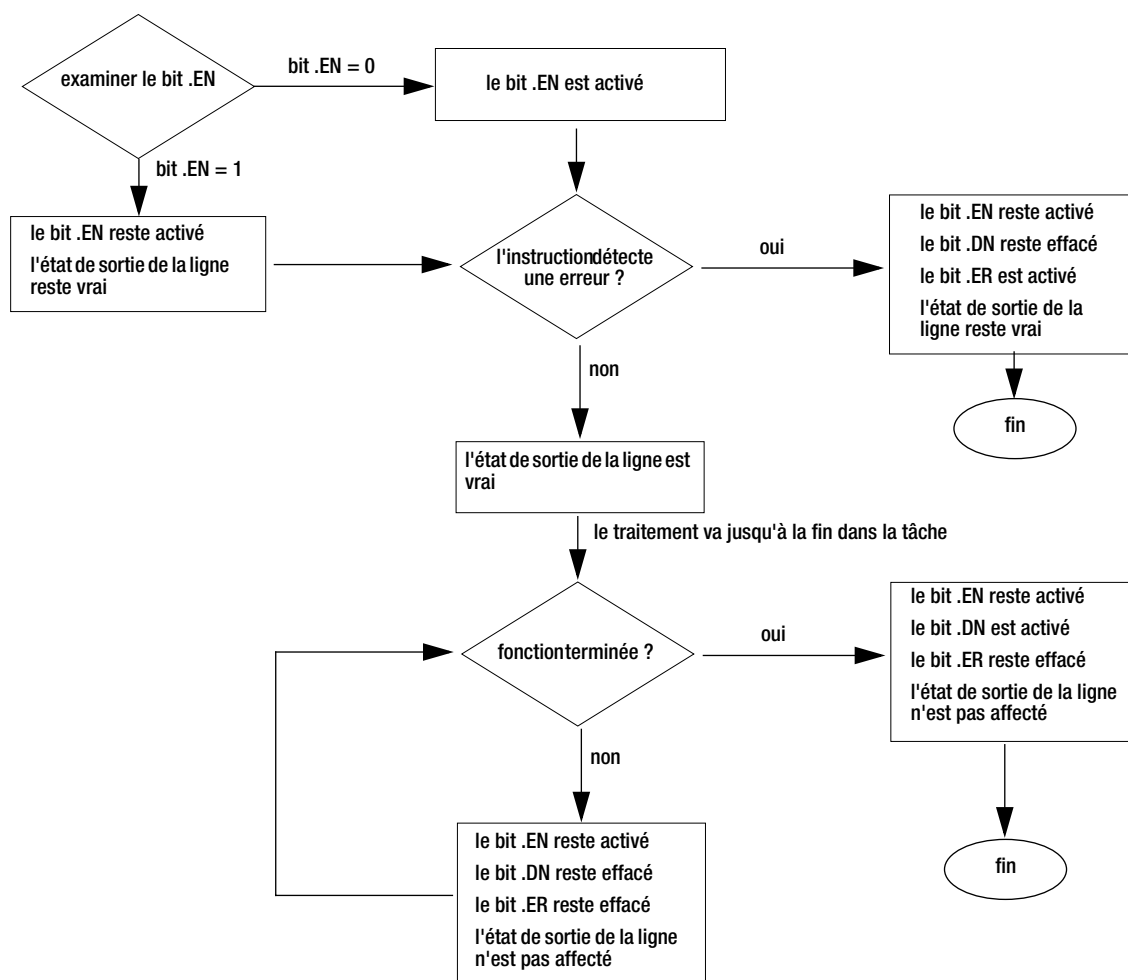 examiner le bit .EN
bit .EN = 0
le bit .EN est activé
bit .EN = 1
le bit .EN reste activé
l'état de sortie de la ligne
reste vrai
l'instructiondétecte
une erreur ?
oui
le bit .EN reste activé
le bit .DN reste effacé
le bit .ER est activé
l'état de sortie de la
ligne reste vrai
non
fin
l'état de sortie de la ligne est
vrai
le traitement va jusqu'à la fin dans la tâche
fonctionterminée ?
oui
le bit .EN reste activé
le bit .DN est activé
le bit .ER reste effacé
l'état de sortie de la ligne
n'est pas affecté
non
le bit .EN reste activé
le bit .DN reste effacé
le bit .ER reste effacé
l'état de sortie de la ligne
n'est pas affecté
fin